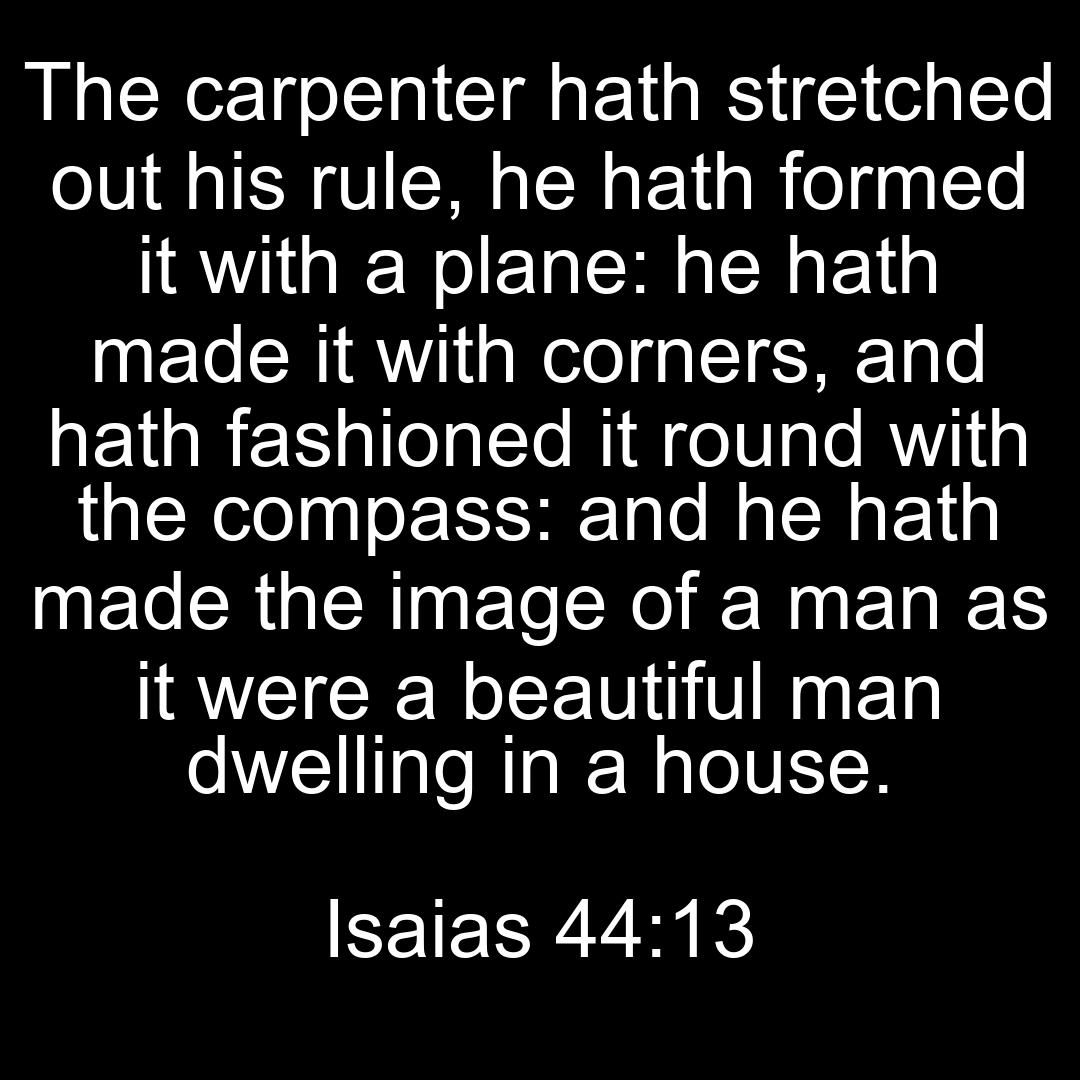 The carpenter hath stretched
out his rule, he hath formed
it with a plane: he hath
made it with corners, and
hath fashioned it round with
the compass: and he hath
made the image of a man as
it were a beautiful man
dwelling in a house.
Isaias 44:13